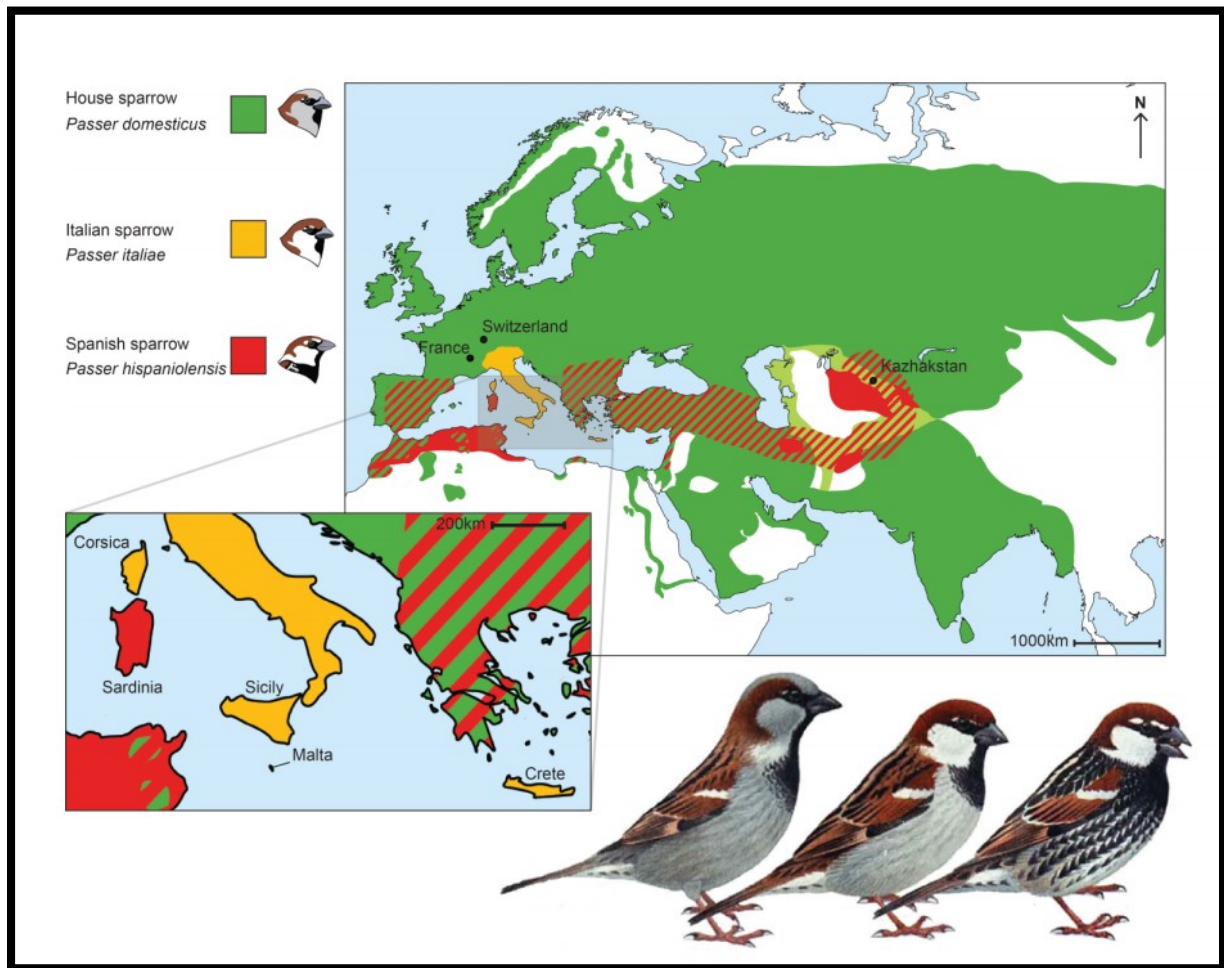 House sparrow
Passer domesticus
Italian sparrow
Passer italiae
Spanish sparrow
Passer hispaniolensis
N
Switzerland
France
Kazhakstan
1000km
200km
Corsica
Sardinia
Sicily
Malta
Crete